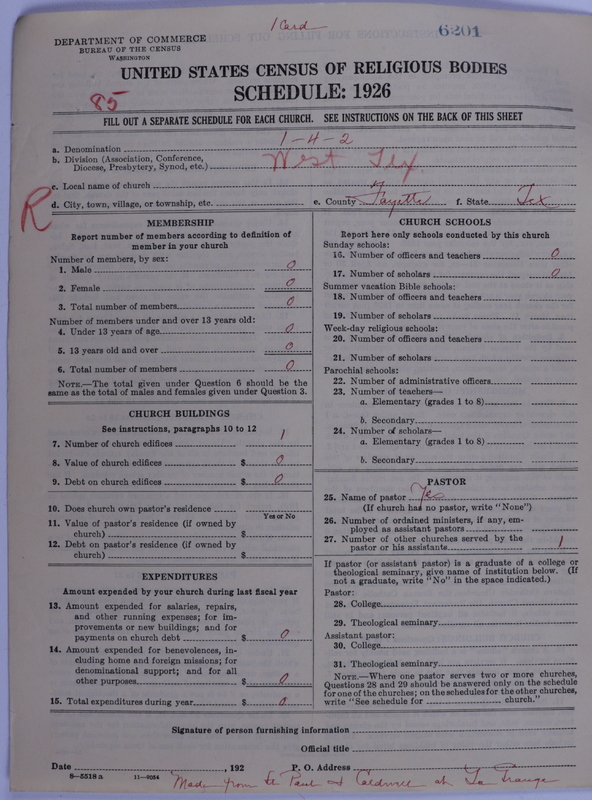 1 Card
6201
DEPARTMENT OF COMMERCE
BUREAU OF THE CENSUS
WASHINGTON
UNITED STATES CENSUS OF RELIGIOUS BODIES
SCHEDULE: 1926
85
FILL OUT A SEPARATE SCHEDULE FOR EACH CHURCH. SEE INSTRUCTIONS ON THE BACK OF THIS SHEET
a. Denomination 1-4-2
b. Division (Association, Conference, Diocese, Presbytery, Synod, etc.) West Tex
c. Local name of church
R
d. City, town, village, or township, etc. e. County Fayette f. State Tex
MEMBERSHIP
Report number of members according to definition of
member in your church
Number of members, by sex:
1. Male 0
2. Female 0
3. Total number of members 0
Number of members under and over 13 years old:
4. Under 13 years of age 0
5. 13 years old and over 0
6. Total number of members 0
NOTE.—The total given under Question 6 should be the
same as the total of males and females given under Question 3.
CHURCH BUILDINGS
See instructions, paragraphs 10 to 12
7. Number of church edifices 1
8. Value of church edifices $ 0
9. Debt on church edifices $ 0
10. Does church own pastor's residence
Yes or No
11. Value of pastor's residence (if owned by
church) $
12. Debt on pastor's residence (if owned by
church) $
EXPENDITURES
Amount expended by your church during last fiscal year
13. Amount expended for salaries, repairs,
and other running expenses; for im-
provements or new buildings; and for
payments on church debt $ 0
14. Amount expended for benevolences, in-
cluding home and foreign missions; for
denominational support; and for all
other purposes $ 0
15. Total expenditures during year $ 0
CHURCH SCHOOLS
Report here only schools conducted by this church
Sunday schools:
16. Number of officers and teachers 0
17. Number of scholars 0
Summer vacation Bible schools:
18. Number of officers and teachers
19. Number of scholars
Week-day religious schools:
20. Number of officers and teachers
21. Number of scholars
Parochial schools:
22. Number of administrative officers
23. Number of teachers—
a. Elementary (grades 1 to 8)
b. Secondary
24. Number of scholars—
a. Elementary (grades 1 to 8)
b. Secondary
PASTOR
25. Name of pastor Yes
(If church has no pastor, write "None")
26. Number of ordained ministers, if any, em-
ployed as assistant pastors
27. Number of other churches served by the
pastor or his assistants 1
If pastor (or assistant pastor) is a graduate of a college or
theological seminary, give name of institution below. (If
not a graduate, write "No" in the space indicated.)
Pastor:
28. College
29. Theological seminary
Assistant pastor:
30. College
31. Theological seminary
NOTE.—Where one pastor serves two or more churches,
Questions 28 and 29 should be answered only on the schedule
for one of the churches; on the schedules for the other churches,
write "See schedule for church."
Signature of person furnishing information
Official title
Date , 192 P. O. Address
8-5518 a 11-9084
Made from St Paul & Caldwell at La Grange